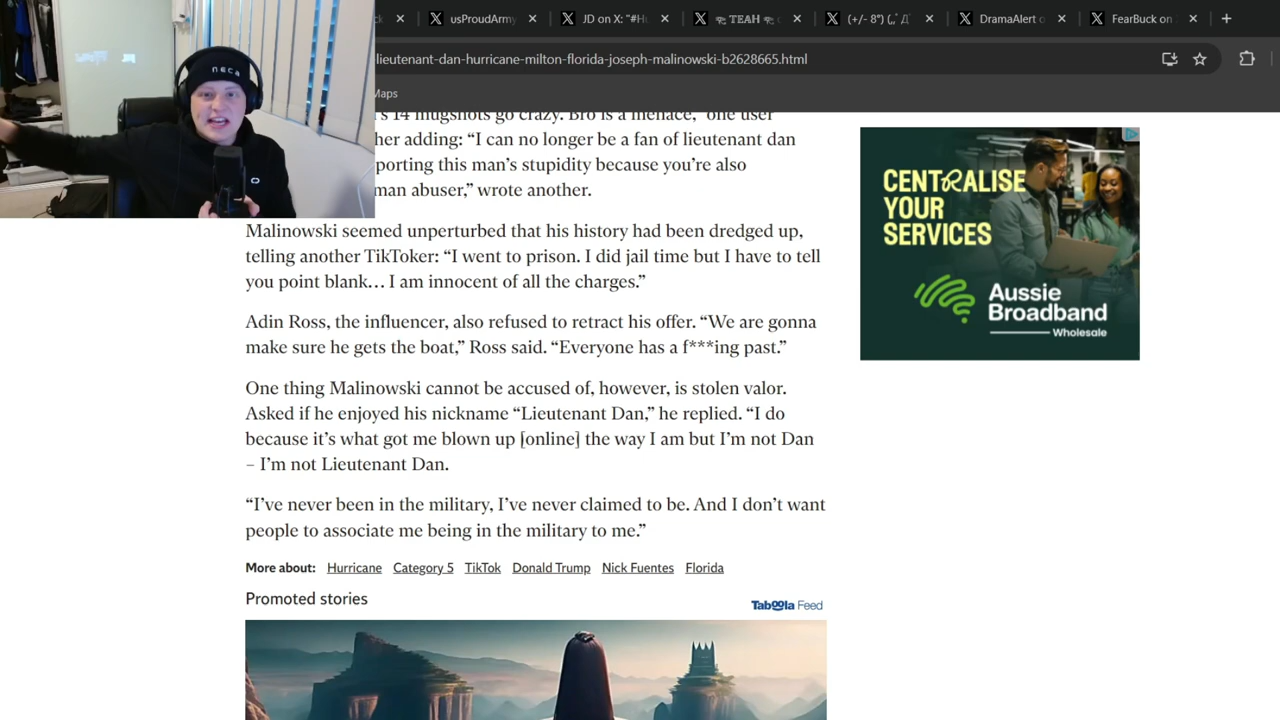 usProudArmy
JD on X: "#Hu
TEAH
(+/- 8°)
DramaAlert o
FearBuck on
lieutenant-dan-hurricane-milton-florida-joseph-malinowski-b2628665.html
Maps
neca
's 14 mugshots go crazy. Bro is a menace," one user
her adding: “I can no longer be a fan of lieutenant dan
porting this man’s stupidity because you’re also
man abuser,” wrote another.
Malinowski seemed unperturbed that his history had been dredged up,
telling another TikToker: “I went to prison. I did jail time but I have to tell
you point blank… I am innocent of all the charges.”
Adin Ross, the influencer, also refused to retract his offer. “We are gonna
make sure he gets the boat,” Ross said. “Everyone has a f***ing past.”
One thing Malinowski cannot be accused of, however, is stolen valor.
Asked if he enjoyed his nickname “Lieutenant Dan,” he replied. “I do
because it’s what got me blown up [online] the way I am but I’m not Dan
– I’m not Lieutenant Dan.
“I’ve never been in the military, I’ve never claimed to be. And I don’t want
people to associate me being in the military to me.”
More about: Hurricane Category 5 TikTok Donald Trump Nick Fuentes Florida
Promoted stories
Taboola Feed
CENTRALISE
YOUR
SERVICES
Aussie
Broadband
Wholesale